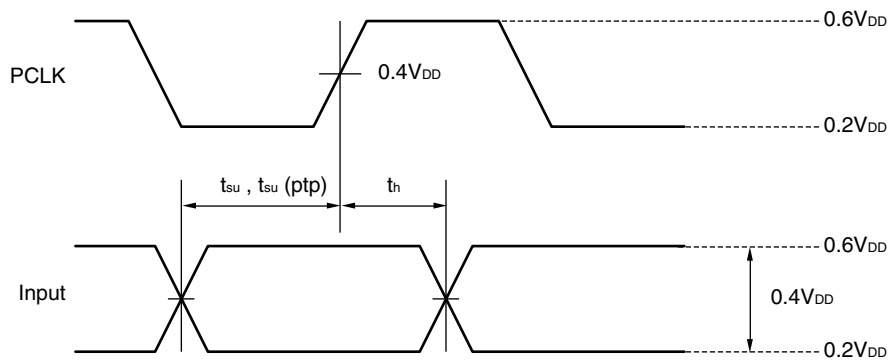 0.6VDD
PCLK
0.4VDD
0.2VDD
tsu , tsu (ptp)
th
0.6VDD
Input
0.4VDD
0.2VDD